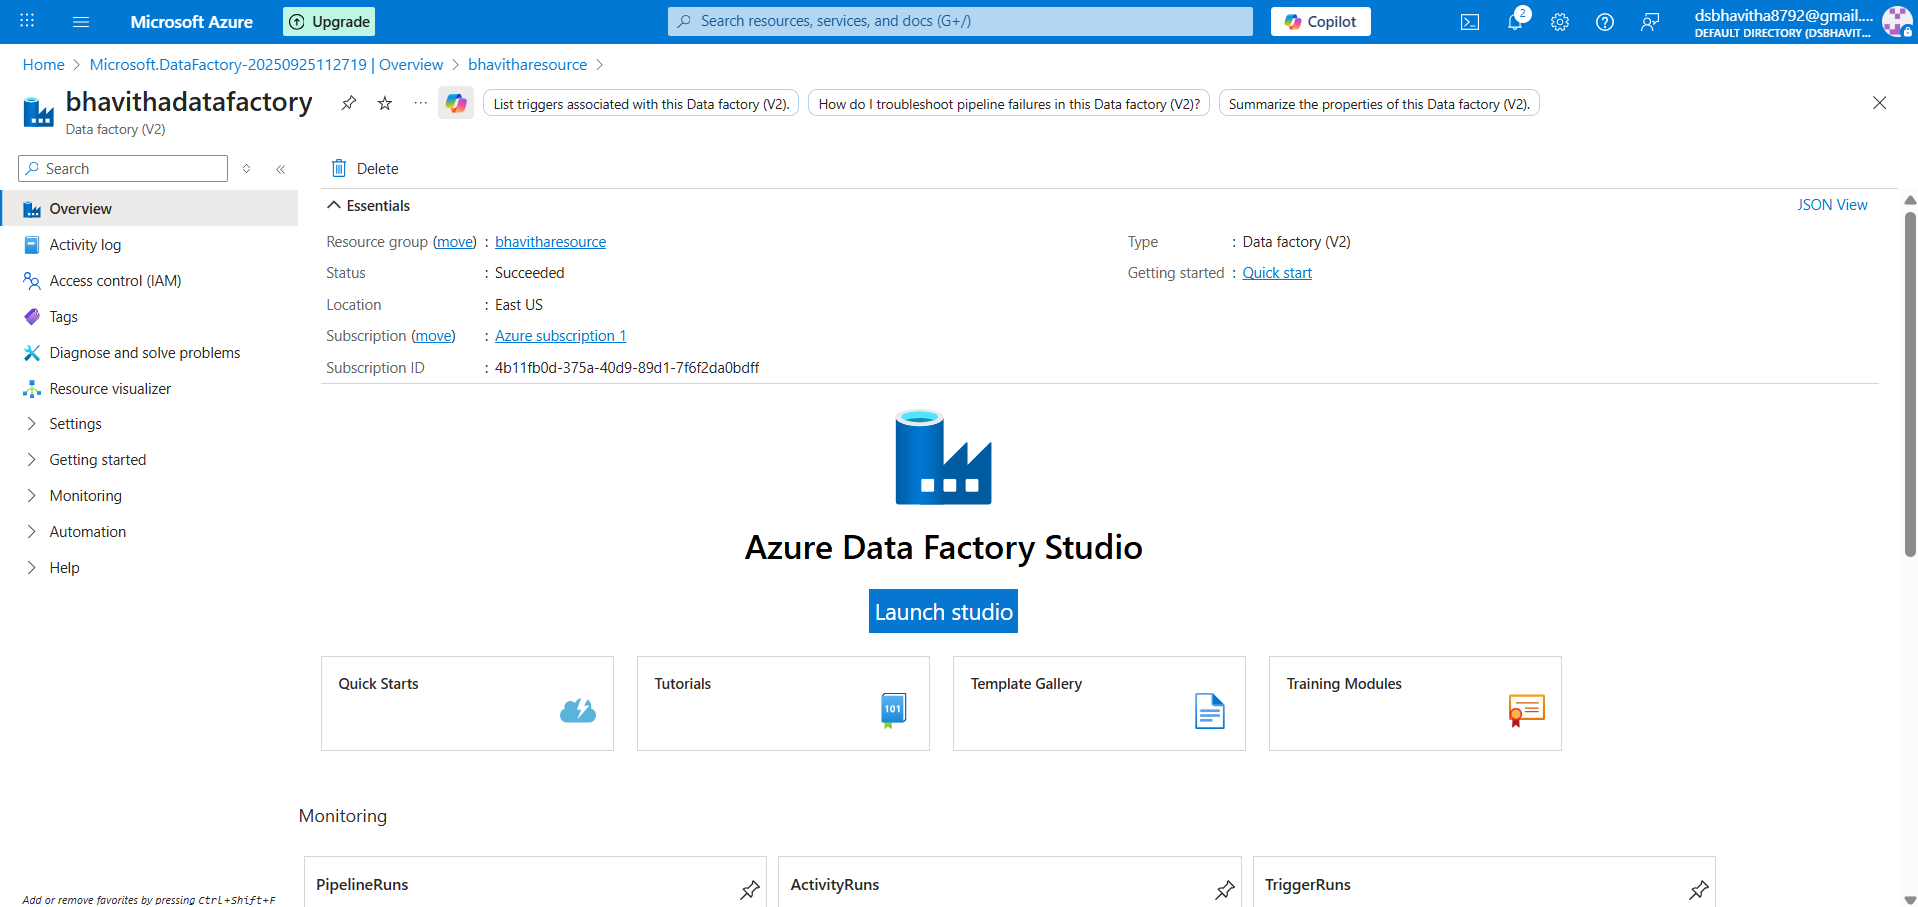 Microsoft Azure
Upgrade
Search resources, services, and docs (G+/)
Copilot
2
dsbhavitha8792@gmail....
DEFAULT DIRECTORY (DSBHAVIT...
Home > Microsoft.DataFactory-20250925112719 | Overview > bhavitharesource >
bhavithadatafactory
...
List triggers associated with this Data factory (V2).
How do I troubleshoot pipeline failures in this Data factory (V2)?
Summarize the properties of this Data factory (V2).
Data factory (V2)
Search
Delete
Overview
Activity log
Access control (IAM)
Tags
Diagnose and solve problems
Resource visualizer
Settings
Getting started
Monitoring
Automation
Help
Add or remove favorites by pressing Ctrl+Shift+F
Essentials
JSON View
Resource group (move) : bhavitharesource
Status : Succeeded
Location : East US
Subscription (move) : Azure subscription 1
Subscription ID : 4b11fb0d-375a-40d9-89d1-7f6f2da0bdff
Type : Data factory (V2)
Getting started : Quick start
Azure Data Factory Studio
Launch studio
Quick Starts
Tutorials
101
Template Gallery
Training Modules
Monitoring
PipelineRuns
ActivityRuns
TriggerRuns